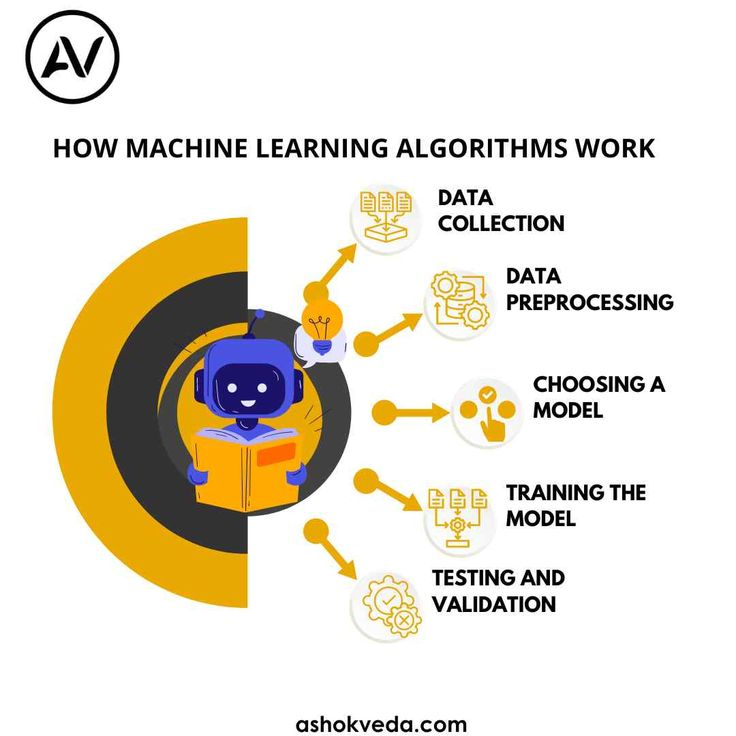 AV
HOW MACHINE LEARNING ALGORITHMS WORK
DATA
COLLECTION
DATA
PREPROCESSING
CHOOSING A
MODEL
TRAINING THE
MODEL
TESTING AND
VALIDATION
ashokveda.com